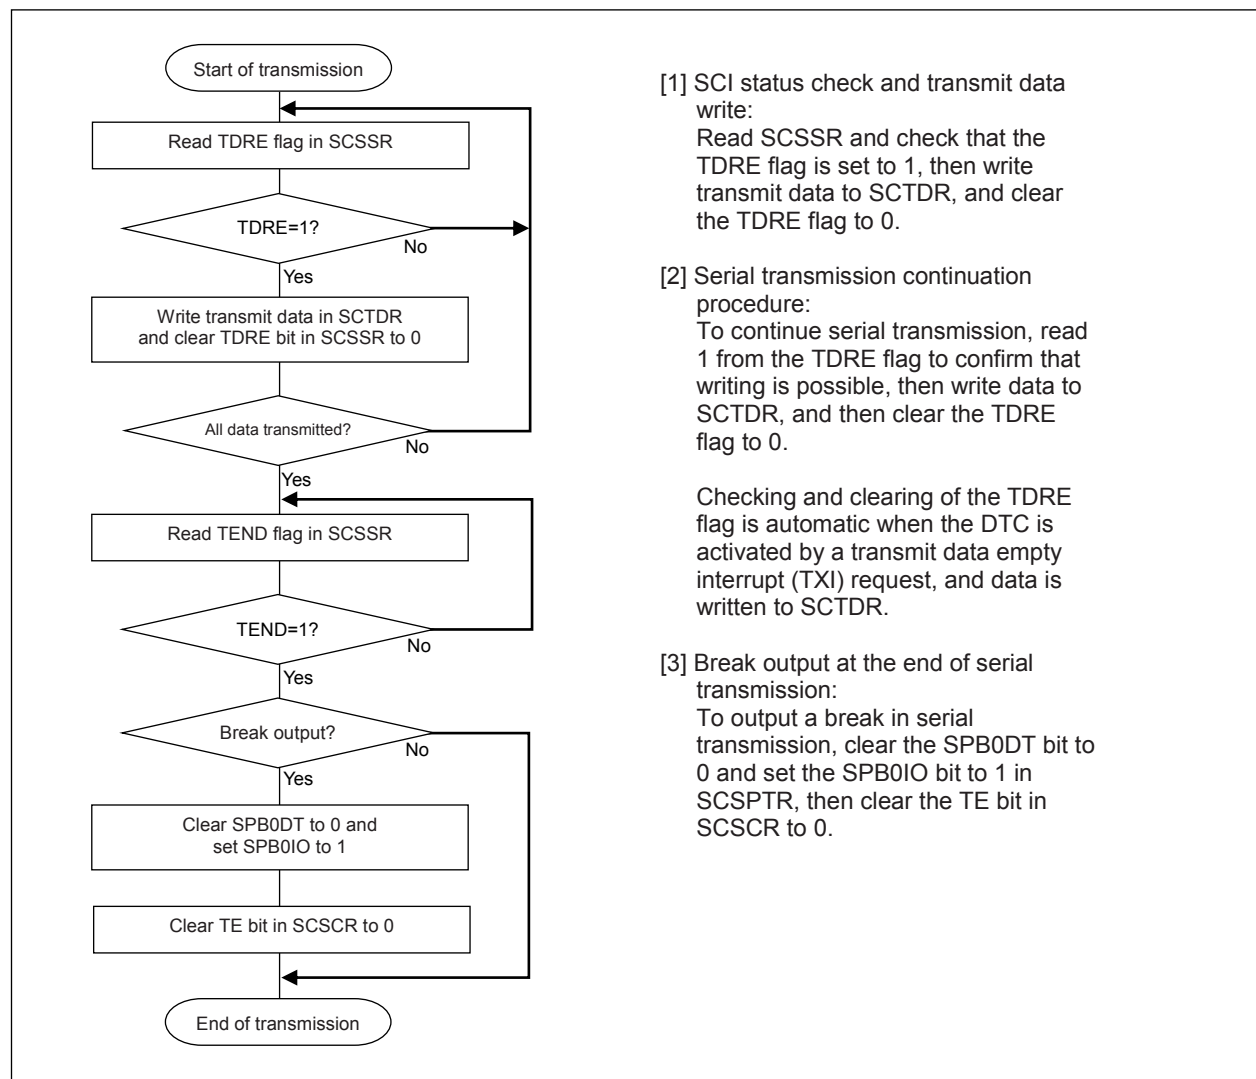 Start of transmission
Read TDRE flag in SCSSR
TDRE=1?
No
Yes
Write transmit data in SCTDR
and clear TDRE bit in SCSSR to 0
All data transmitted?
No
Yes
Read TEND flag in SCSSR
TEND=1?
No
Yes
Break output?
No
Yes
Clear SPB0DT to 0 and
set SPB0IO to 1
Clear TE bit in SCSCR to 0
End of transmission
[1] SCI status check and transmit data
write:
Read SCSSR and check that the
TDRE flag is set to 1, then write
transmit data to SCTDR, and clear
the TDRE flag to 0.
[2] Serial transmission continuation
procedure:
To continue serial transmission, read
1 from the TDRE flag to confirm that
writing is possible, then write data to
SCTDR, and then clear the TDRE
flag to 0.
Checking and clearing of the TDRE
flag is automatic when the DTC is
activated by a transmit data empty
interrupt (TXI) request, and data is
written to SCTDR.
[3] Break output at the end of serial
transmission:
To output a break in serial
transmission, clear the SPB0DT bit to
0 and set the SPB0IO bit to 1 in
SCSPTR, then clear the TE bit in
SCSCR to 0.